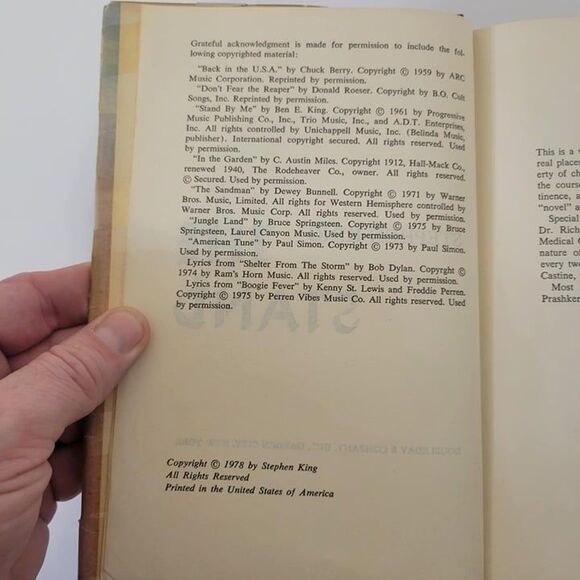 Grateful acknowledgment is made for permission to include the fol-
lowing copyrighted material:
"Back in the U.S.A." by Chuck Berry. Copyright © 1959 by ARC
Music Corporation. Reprinted by permission.
"Don't Fear the Reaper" by Donald Roeser. Copyright by B.O. Cult
Songs, Inc. Reprinted by permission.
"Stand By Me" by Ben E. King. Copyright © 1961 by Progressive
Music Publishing Co., Inc., Trio Music, Inc., and A.D.T. Enterprises,
Inc. All rights controlled by Unichappell Music, Inc. (Belinda Music,
publisher). International copyright secured. All rights reserved. Used
by permission.
"In the Garden" by C. Austin Miles. Copyright 1912, Hall-Mack Co.,
renewed 1940, The Rodeheaver Co., owner. All rights reserved.
© Secured. Used by permission.
"The Sandman" by Dewey Bunnell. Copyright © 1971 by Warner
Bros. Music, Limited. All rights for Western Hemisphere controlled by
Warner Bros. Music Corp. All rights reserved. Used by permission.
"Jungle Land" by Bruce Springsteen. Copyright © 1975 by Bruce
Springsteen, Laurel Canyon Music. Used by permission.
"American Tune" by Paul Simon. Copyright © 1973 by Paul Simon.
Used by permission.
Lyrics from "Shelter From The Storm" by Bob Dylan. Copyrght ©
1974 by Ram's Horn Music. All rights reserved. Used by permission.
Lyrics from "Boogie Fever" by Kenny St. Lewis and Freddie Perren.
Copyright © 1975 by Perren Vibes Music Co. All rights reserved. Used
by permission.
STAND
DOUBLEDAY & COMPANY, INC., GARDEN CITY, NEW YORK
Copyright © 1978 by Stephen King
All Rights Reserved
Printed in the United States of America
This is a
real places
erty of ch
the course
tinence, a
"novel" a
Special
Dr. Rich
Medical
nature of
every two
Castine,
Most
Prashker